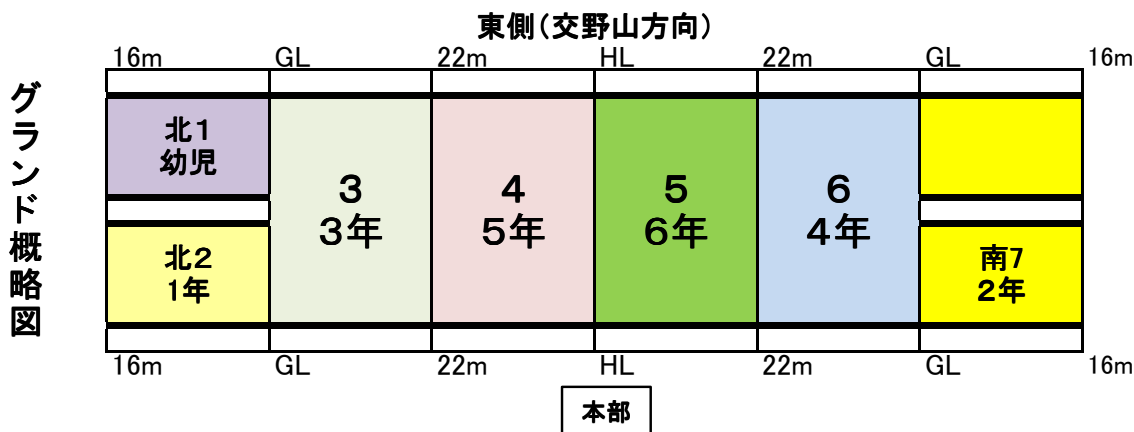 東側(交野山方向)
16m GL 22m HL 22m GL 16m
グランド概略図
北1
幼児
北2
1年
3
3年
4
5年
5
6年
6
4年
南7
2年
16m GL 22m HL 22m GL 16m
本部